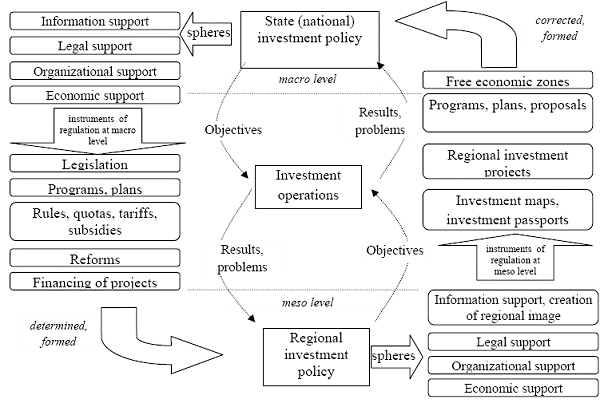 Information support
Legal support
Organizational support
Economic support
spheres
State (national)
investment policy
corrected,
formed
macro level
Free economic zones
Programs, plans, proposals
Regional investment
projects
Investment maps,
investment passports
instruments of
regulation at macro
level
Legislation
Programs, plans
Rules, quotas, tariffs,
subsidies
Reforms
Financing of projects
Objectives
Results,
problems
Investment
operations
Results,
problems
Objectives
instruments of
regulation at
meso level
meso level
determined,
formed
Regional
investment
policy
spheres
Information support, creation
of regional image
Legal support
Organizational support
Economic support